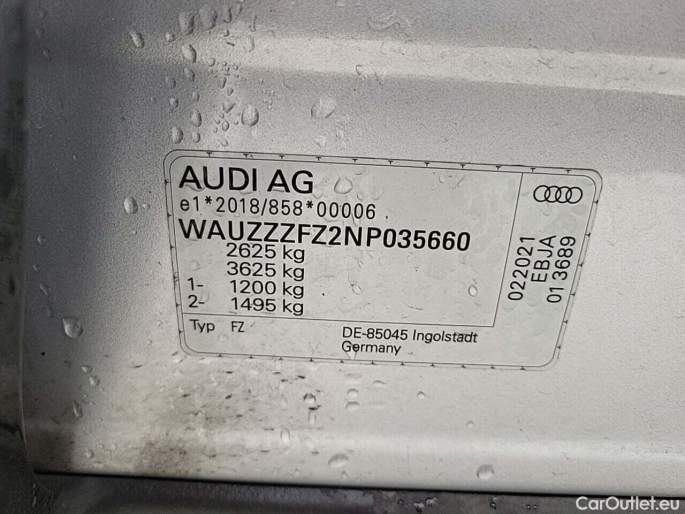 AUDI AG
e1*2018/858*00006
WAUZZZFZ2NP035660
2625 kg
3625 kg
1- 1200 kg
2- 1495 kg
Typ FZ
DE-85045 Ingolstadt
Germany
022021
EBJA
013689
CarOutlet.eu